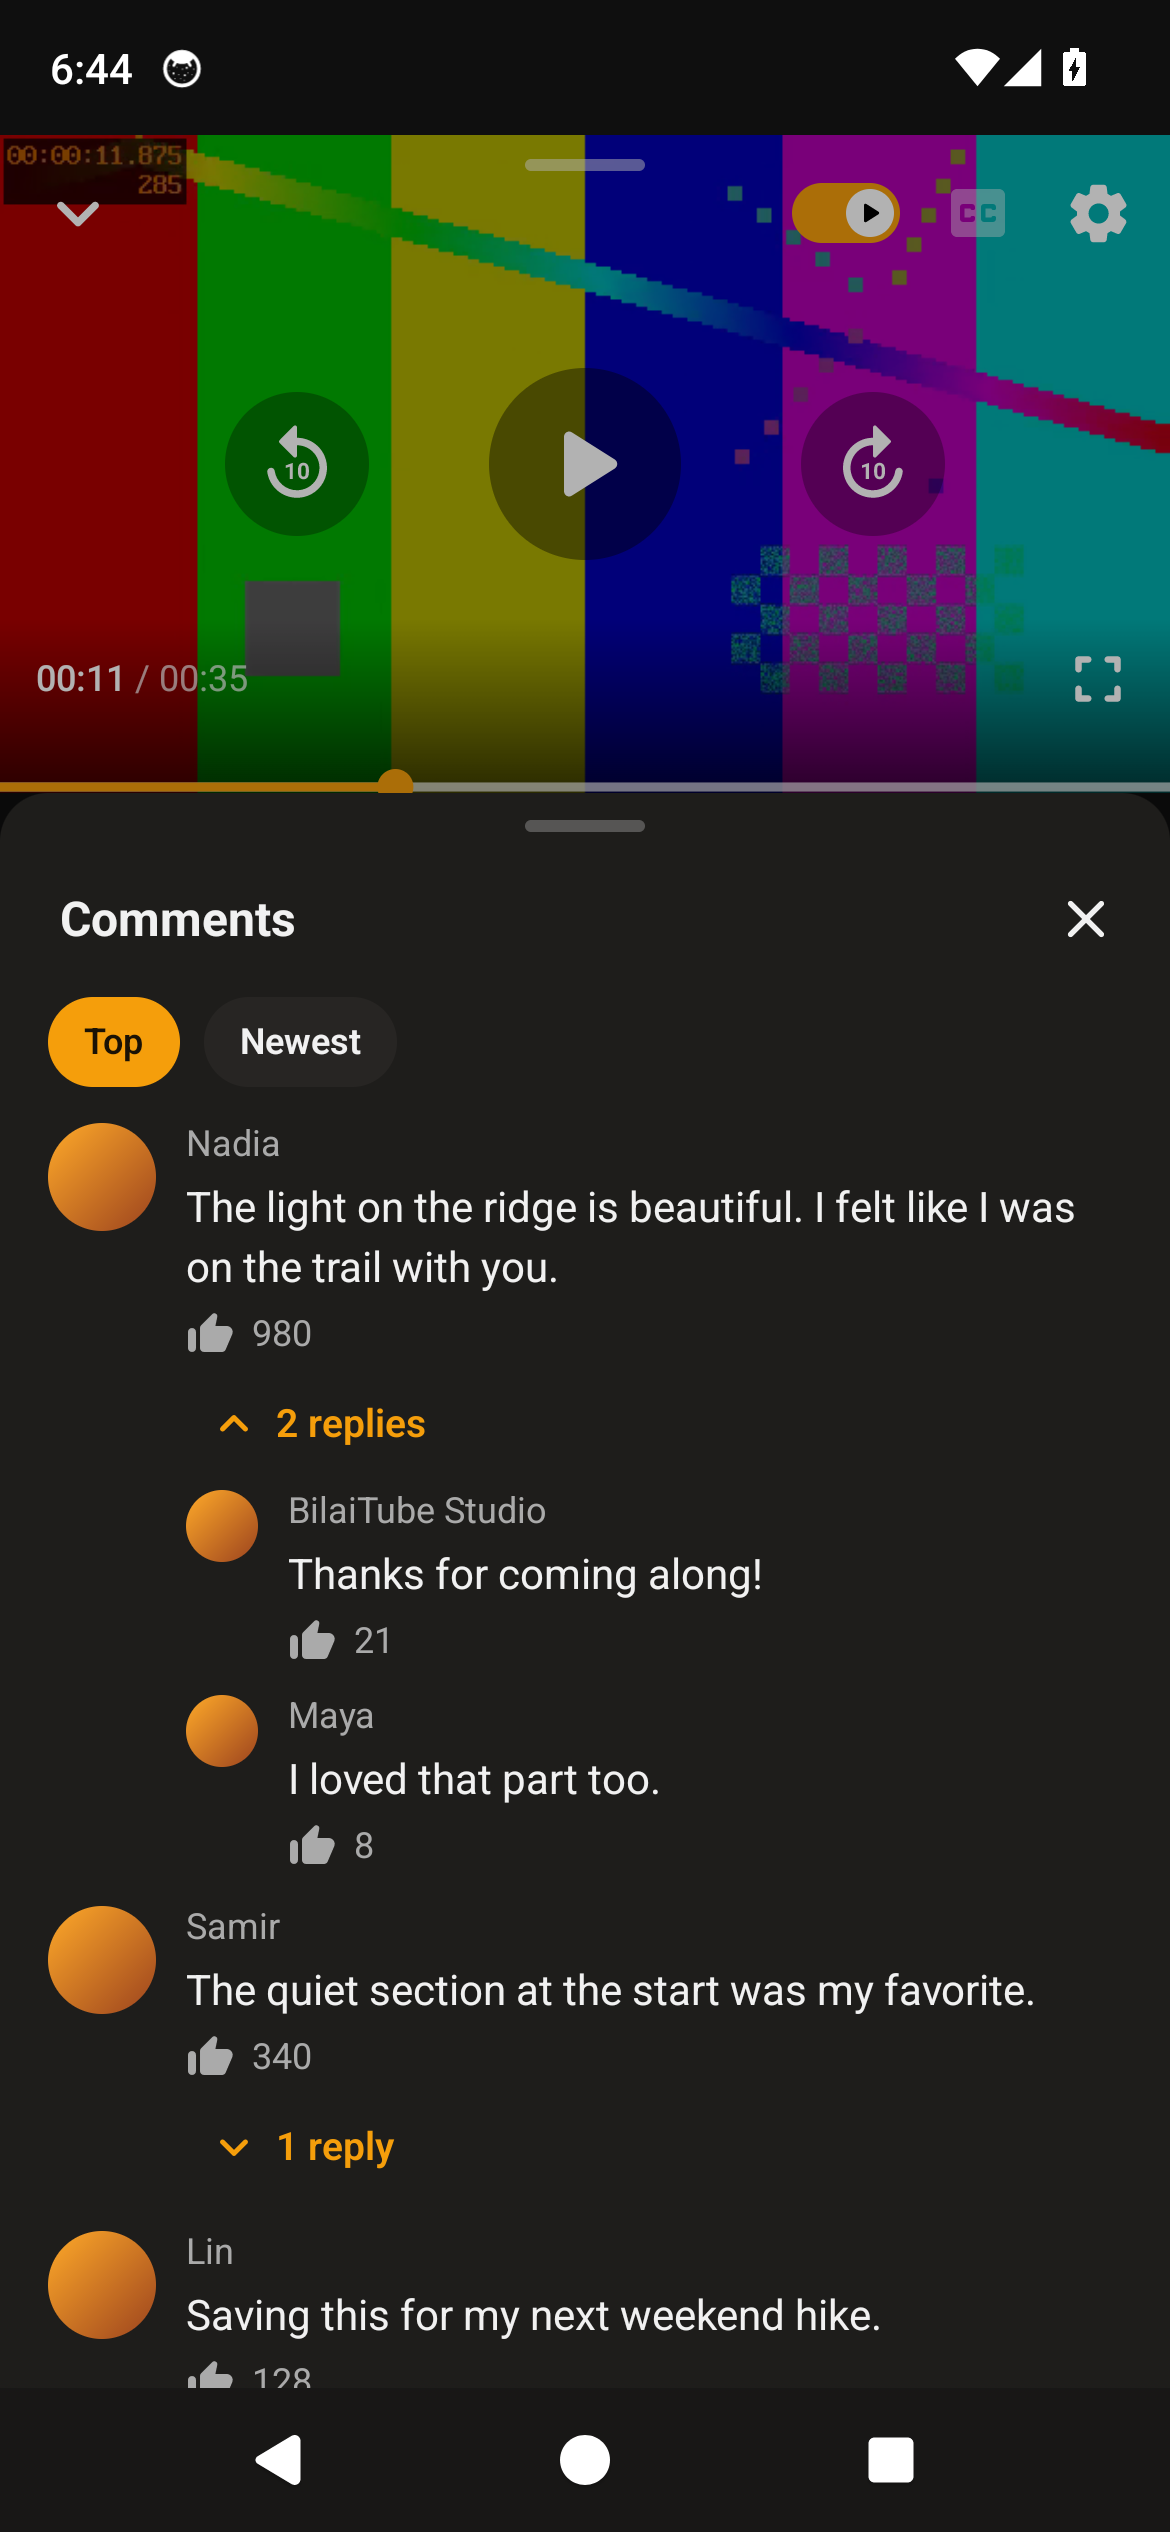 6:44
00:00:11.875
285
CC
10
10
00:11 / 00:35
Comments
Top
Newest
Nadia
The light on the ridge is beautiful. I felt like I was
on the trail with you.
980
2 replies
BilaiTube Studio
Thanks for coming along!
21
Maya
I loved that part too.
8
Samir
The quiet section at the start was my favorite.
340
1 reply
Lin
Saving this for my next weekend hike.
128